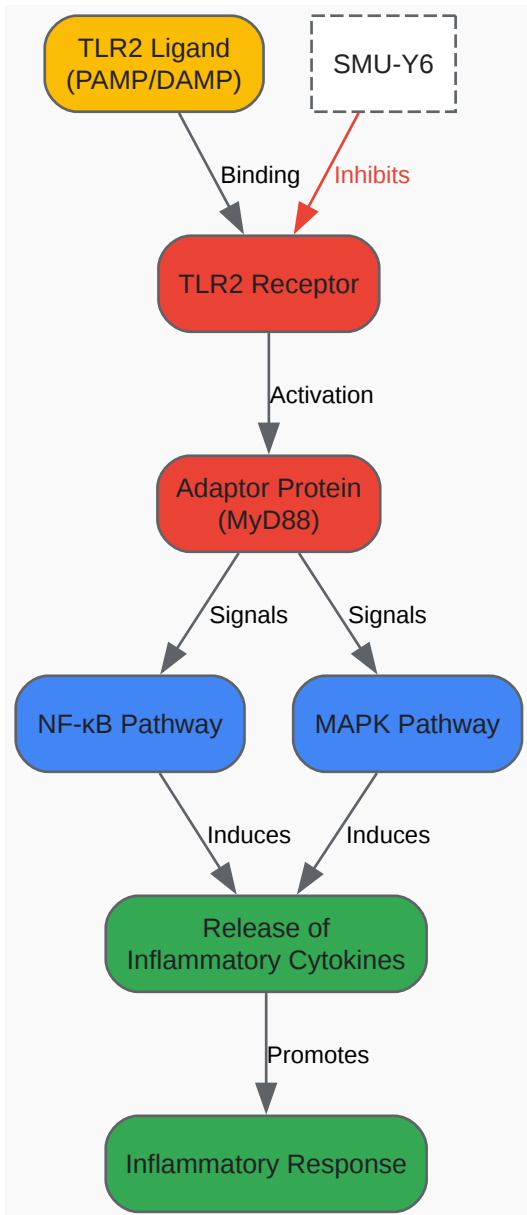 TLR2 Ligand
(PAMP/DAMP)
SMU-Y6
Binding
Inhibits
TLR2 Receptor
Activation
Adaptor Protein
(MyD88)
Signals
Signals
NF-κB Pathway
MAPK Pathway
Induces
Induces
Release of
Inflammatory Cytokines
Promotes
Inflammatory Response